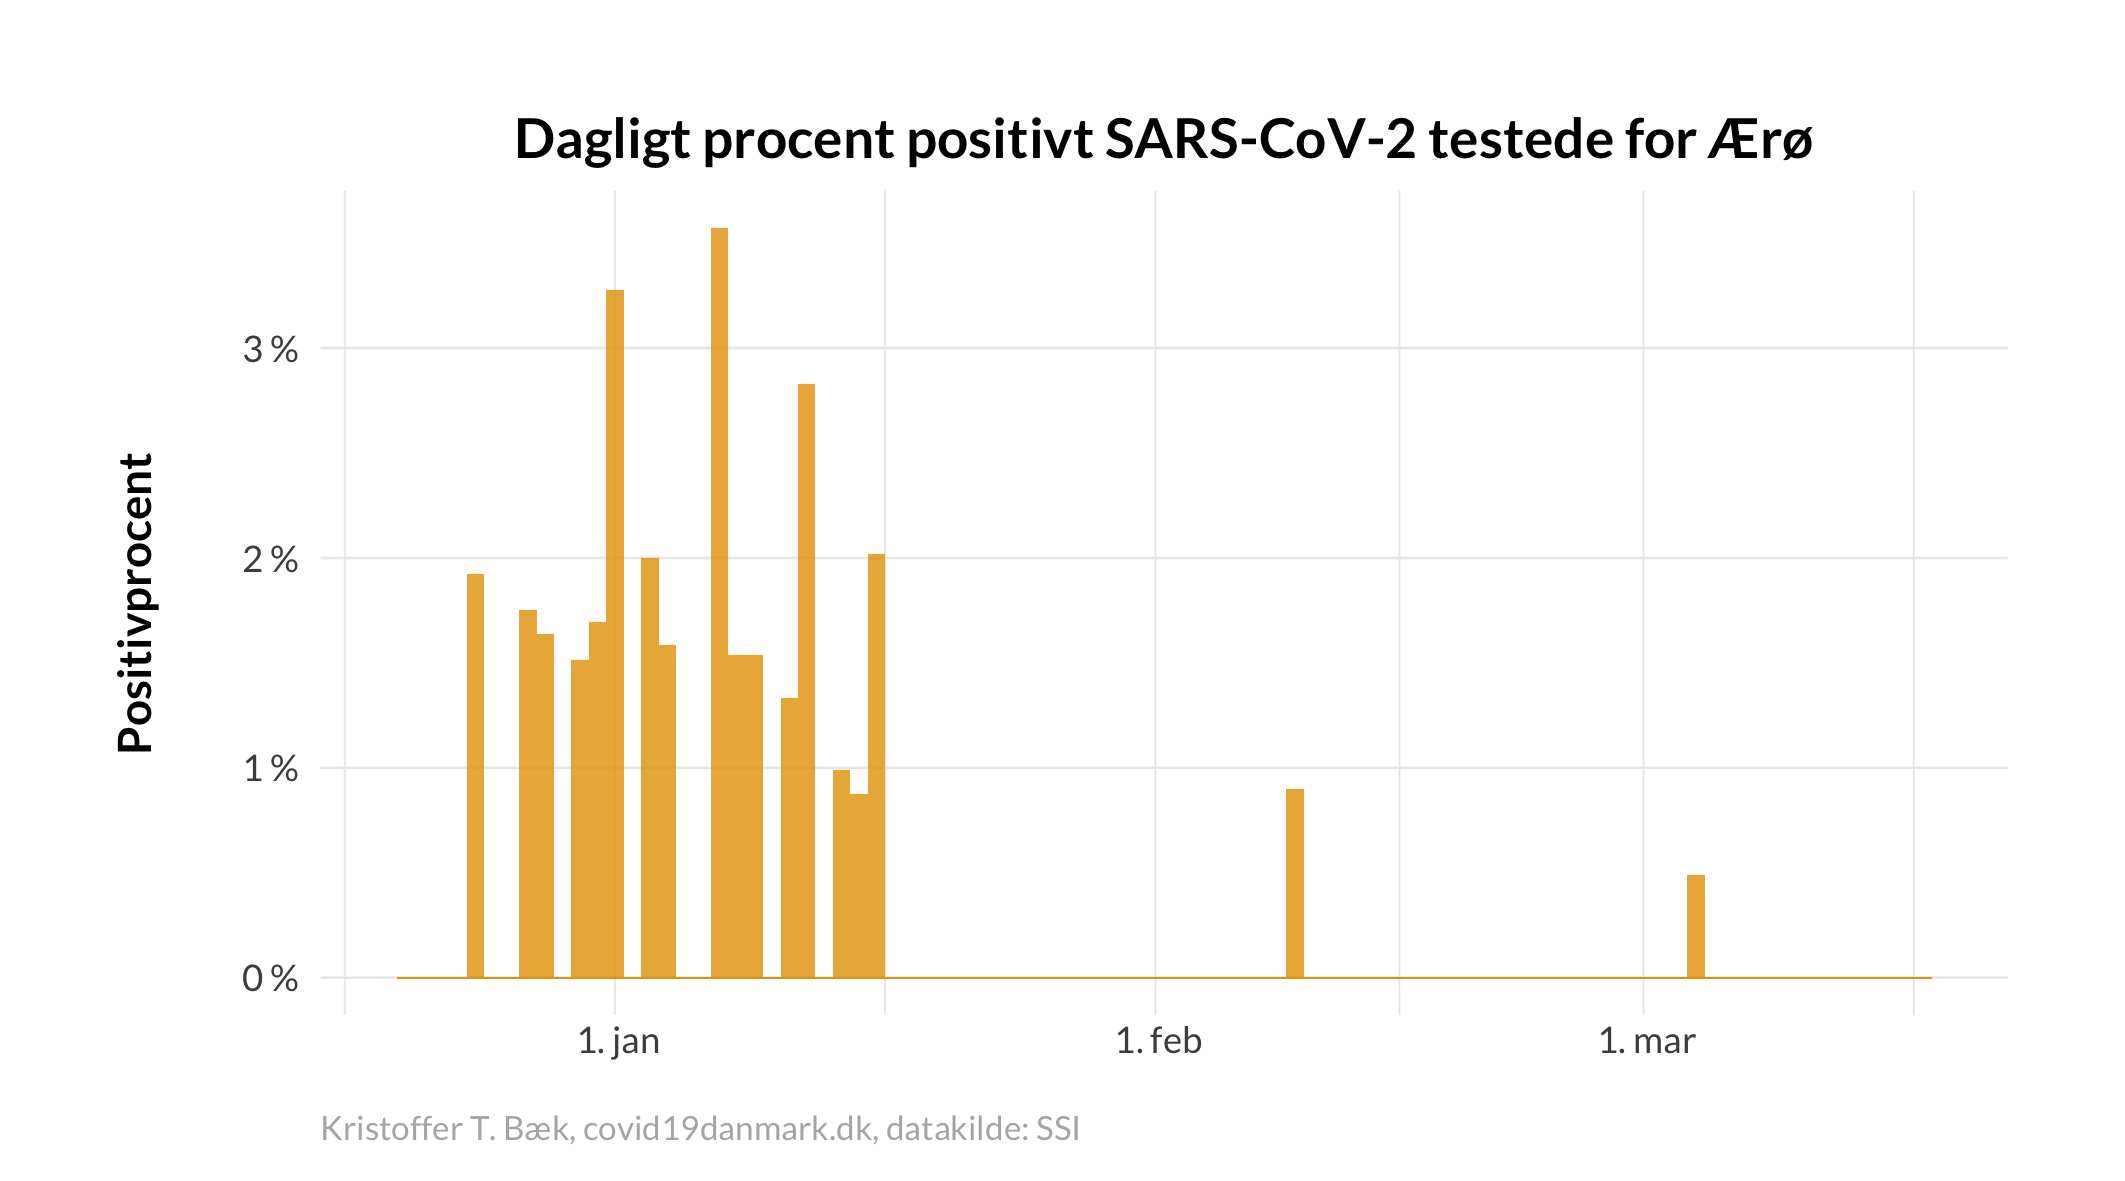 Dagligt procent positivt SARS-CoV-2 testede for Ærø
Positivprocent
3 %
2 %
1 %
0 %
1. jan
1. feb
1. mar
Kristoffer T. Bæk, covid19danmark.dk, datakilde: SSI